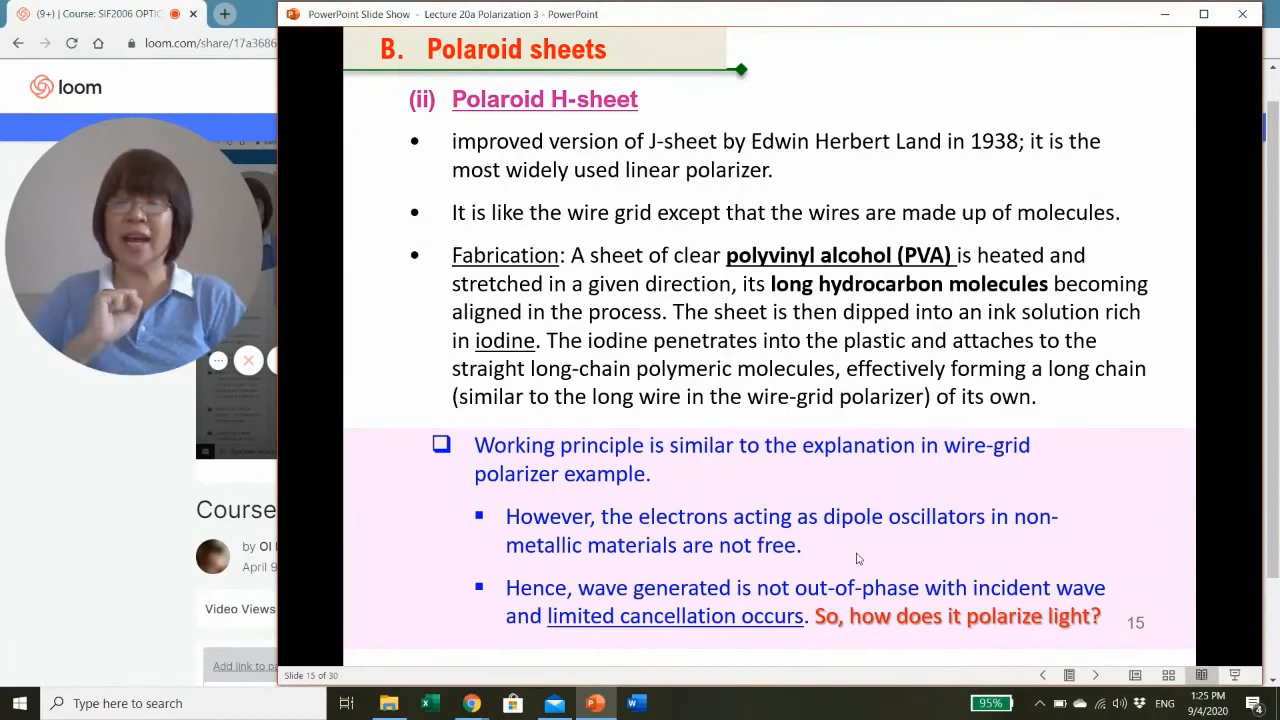 (9+) | Course: SIF2006 OPTIC
PowerPoint Slide Show - Lecture 20a Polarization 3 - PowerPoint
loom.com/share/17a3686
loom
B. Polaroid sheets
(ii) Polaroid H-sheet
• improved version of J-sheet by Edwin Herbert Land in 1938; it is the
most widely used linear polarizer.
• It is like the wire grid except that the wires are made up of molecules.
• Fabrication: A sheet of clear polyvinyl alcohol (PVA) is heated and
stretched in a given direction, its long hydrocarbon molecules becoming
aligned in the process. The sheet is then dipped into an ink solution rich
in iodine. The iodine penetrates into the plastic and attaches to the
straight long-chain polymeric molecules, effectively forming a long chain
(similar to the long wire in the wire-grid polarizer) of its own.
❑ Working principle is similar to the explanation in wire-grid
polarizer example.
▪ However, the electrons acting as dipole oscillators in non-
metallic materials are not free.
▪ Hence, wave generated is not out-of-phase with incident wave
and limited cancellation occurs. So, how does it polarize light?
15
Course
by OI
April 9
Video Views
Add link to pa
Slide 15 of 30
Type here to search
95%
ENG
1:25 PM
9/4/2020
4